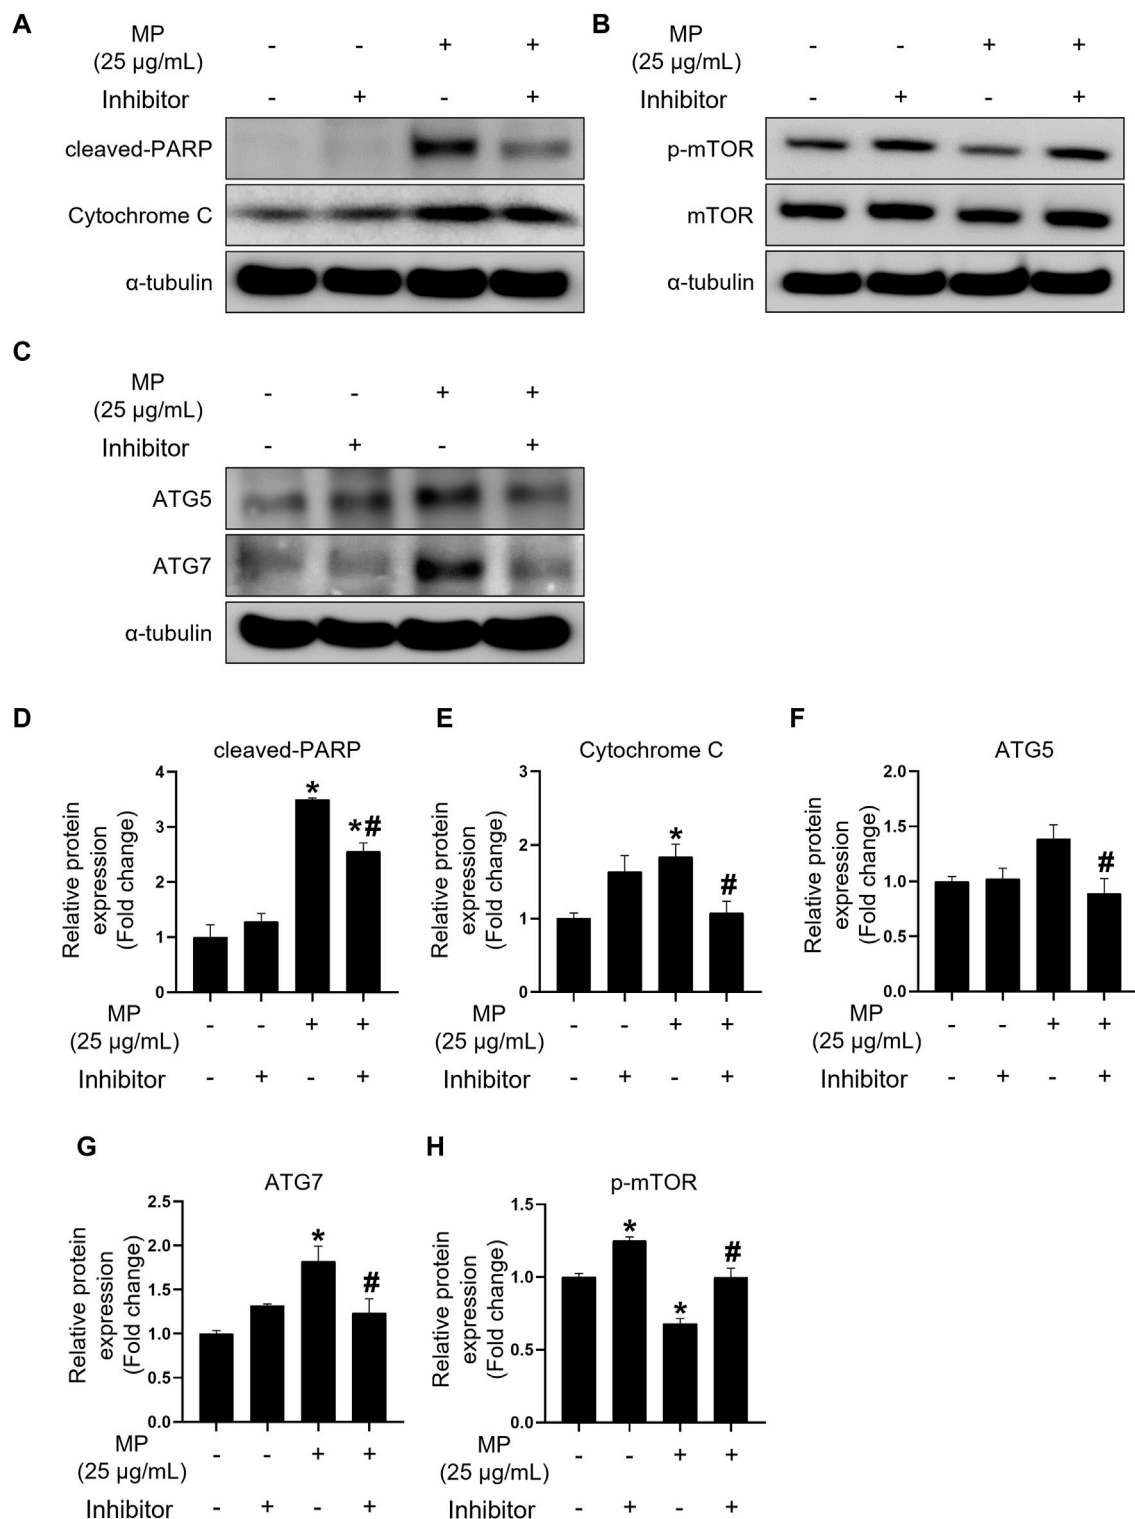 A
MP
(25 µg/mL)
- - + +
Inhibitor
- + - +
cleaved-PARP
Cytochrome C
α-tubulin
B
MP
(25 µg/mL)
- - + +
Inhibitor
- + - +
p-mTOR
mTOR
α-tubulin
C
MP
(25 µg/mL)
- - + +
Inhibitor
- + - +
ATG5
ATG7
α-tubulin
D
cleaved-PARP
Relative protein
expression
(Fold change)
4
3
2
1
0
*
*#
MP
(25 µg/mL)
- - + +
Inhibitor
- + - +
E
Cytochrome C
Relative protein
expression
(Fold change)
3
2
1
0
*
#
MP
(25 µg/mL)
- - + +
Inhibitor
- + - +
F
ATG5
Relative protein
expression
(Fold change)
2.0
1.5
1.0
0.5
0.0
#
MP
(25 µg/mL)
- - + +
Inhibitor
- + - +
G
ATG7
Relative protein
expression
(Fold change)
2.5
2.0
1.5
1.0
0.5
0.0
*
#
MP
(25 µg/mL)
- - + +
Inhibitor
- + - +
H
p-mTOR
Relative protein
expression
(Fold change)
1.5
1.0
0.5
0.0
*
*
#
MP
(25 µg/mL)
- - + +
Inhibitor
- + - +